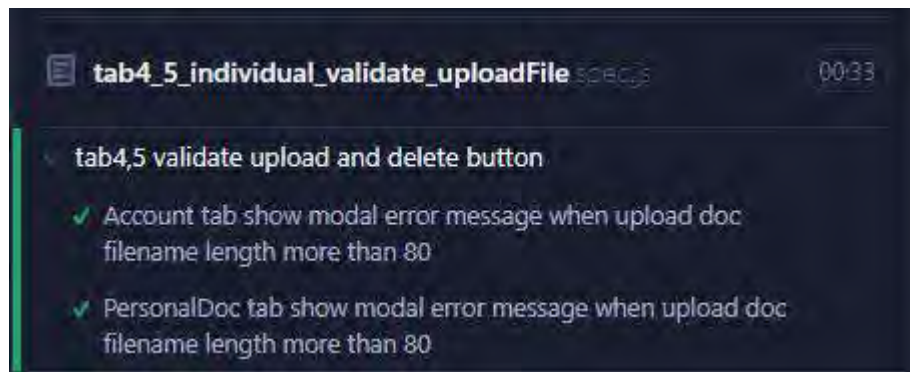 tab4_5_individual_validate_uploadFile.spec.js
00:33
tab4,5 validate upload and delete button
Account tab show modal error message when upload doc
filename length more than 80
PersonalDoc tab show modal error message when upload doc
filename length more than 80